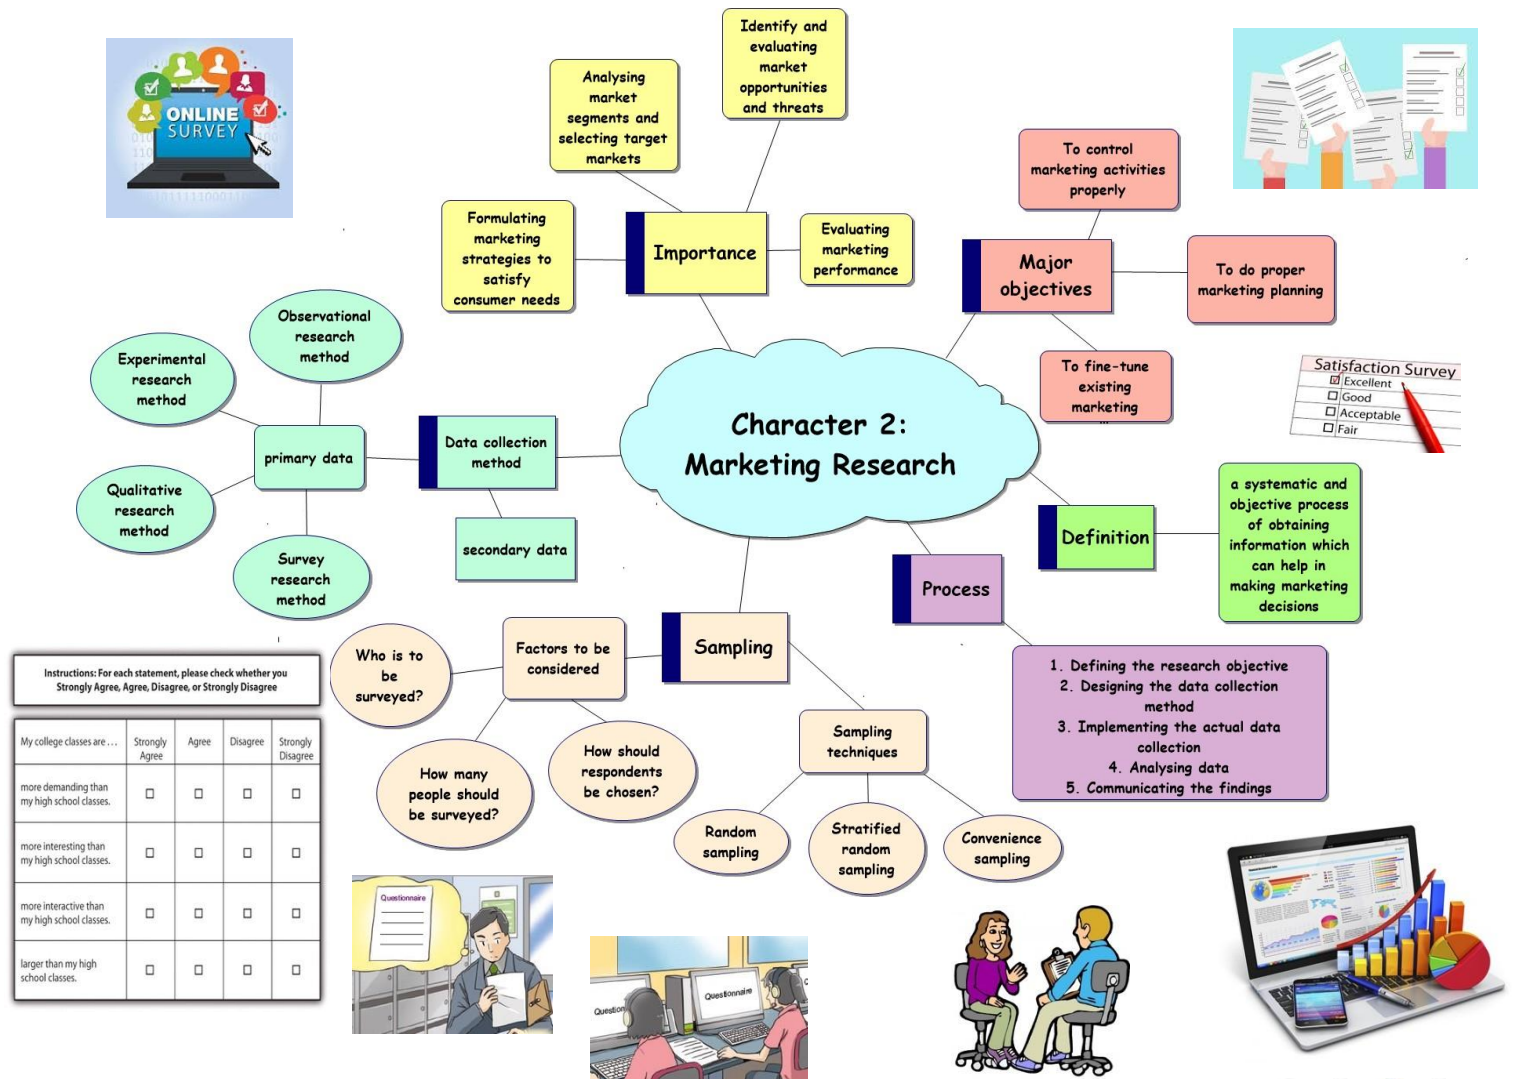 ONLINE
SURVEY
Identify and
evaluating
market
opportunities
and threats
Analysing
market
segments and
selecting target
markets
Formulating
marketing
strategies to
satisfy
consumer needs
Importance
Evaluating
marketing
performance
To control
marketing activities
properly
Major
objectives
To do proper
marketing planning
To fine-tune
existing
marketing
...
Satisfaction Survey
Excellent
Good
Acceptable
Fair
Observational
research
method
Experimental
research
method
primary data
Qualitative
research
method
Survey
research
method
Data collection
method
secondary data
Character 2:
Marketing Research
Definition
a systematic and
objective process
of obtaining
information which
can help in
making marketing
decisions
Process
1. Defining the research objective
2. Designing the data collection
method
3. Implementing the actual data
collection
4. Analysing data
5. Communicating the findings
Sampling
Factors to be
considered
Who is to
be
surveyed?
How many
people should
be surveyed?
How should
respondents
be chosen?
Sampling
techniques
Random
sampling
Stratified
random
sampling
Convenience
sampling
Instructions: For each statement, please check whether you
Strongly Agree, Agree, Disagree, or Strongly Disagree
My college classes are ... Strongly Agree Agree Disagree Strongly Disagree
more demanding than
my high school classes.
more interesting than
my high school classes.
more interactive than
my high school classes.
larger than my high
school classes.
Questionnaire
Question
Questionnaire